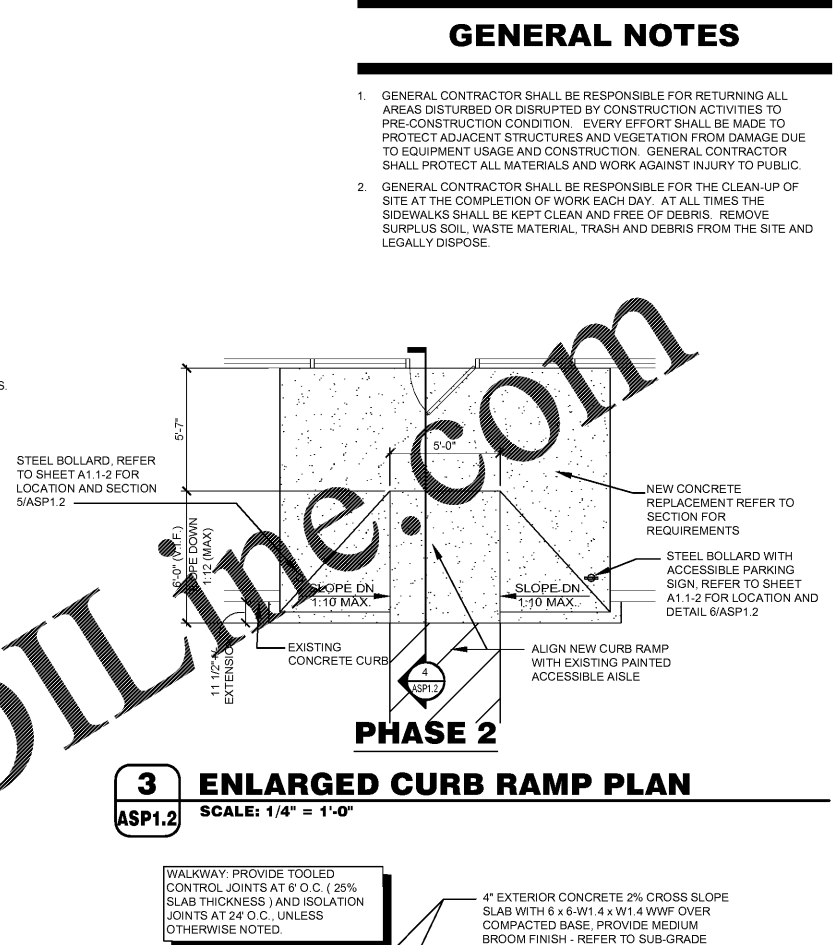 GENERAL NOTES
1. GENERAL CONTRACTOR SHALL BE RESPONSIBLE FOR RETURNING ALL
AREAS DISTURBED OR DISRUPTED BY CONSTRUCTION ACTIVITIES TO
PRE-CONSTRUCTION CONDITION. EVERY EFFORT SHALL BE MADE TO
PROTECT ADJACENT STRUCTURES AND VEGETATION FROM DAMAGE DUE
TO EQUIPMENT USAGE AND CONSTRUCTION. GENERAL CONTRACTOR
SHALL PROTECT ALL MATERIALS AND WORK AGAINST INJURY TO PUBLIC.
2. GENERAL CONTRACTOR SHALL BE RESPONSIBLE FOR THE CLEAN-UP OF
SITE AT THE COMPLETION OF WORK EACH DAY. AT ALL TIMES THE
SIDEWALKS SHALL BE KEPT CLEAN AND FREE OF DEBRIS. REMOVE
SURPLUS SOIL, WASTE MATERIAL, TRASH AND DEBRIS FROM THE SITE AND
LEGALLY DISPOSE.
S.
5'-7"
5'-0"
STEEL BOLLARD, REFER
TO SHEET A1.1-2 FOR
LOCATION AND SECTION
5/ASP1.2
6'-0" (V.I.F.)
SLOPE DOWN
1:12 (MAX)
NEW CONCRETE
REPLACEMENT REFER TO
SECTION FOR
REQUIREMENTS
STEEL BOLLARD WITH
ACCESSIBLE PARKING
SIGN, REFER TO SHEET
A1.1-2 FOR LOCATION AND
DETAIL 6/ASP1.2
SLOPE DN
1:10 MAX.
SLOPE DN
1:10 MAX.
11 1/2" +/-
EXTENSION
EXISTING
CONCRETE CURB
ALIGN NEW CURB RAMP
WITH EXISTING PAINTED
ACCESSIBLE AISLE
4
ASP1.2
OILine.com
PHASE 2
3
ASP1.2
ENLARGED CURB RAMP PLAN
SCALE: 1/4" = 1'-0"
WALKWAY: PROVIDE TOOLED
CONTROL JOINTS AT 6' O.C. ( 25%
SLAB THICKNESS ) AND ISOLATION
JOINTS AT 24' O.C., UNLESS
OTHERWISE NOTED.
4" EXTERIOR CONCRETE 2% CROSS SLOPE
SLAB WITH 6 x 6-W1.4 x W1.4 WWF OVER
COMPACTED BASE, PROVIDE MEDIUM
BROOM FINISH - REFER TO SUB-GRADE